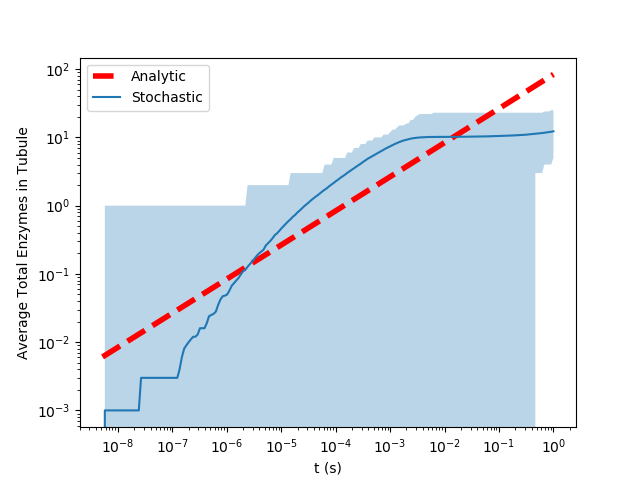 Analytic
Stochastic
Average Total Enzymes in Tubule
10²
10¹
10⁰
10⁻¹
10⁻²
10⁻³
10⁻⁸ 10⁻⁷ 10⁻⁶ 10⁻⁵ 10⁻⁴ 10⁻³ 10⁻² 10⁻¹ 10⁰
t (s)